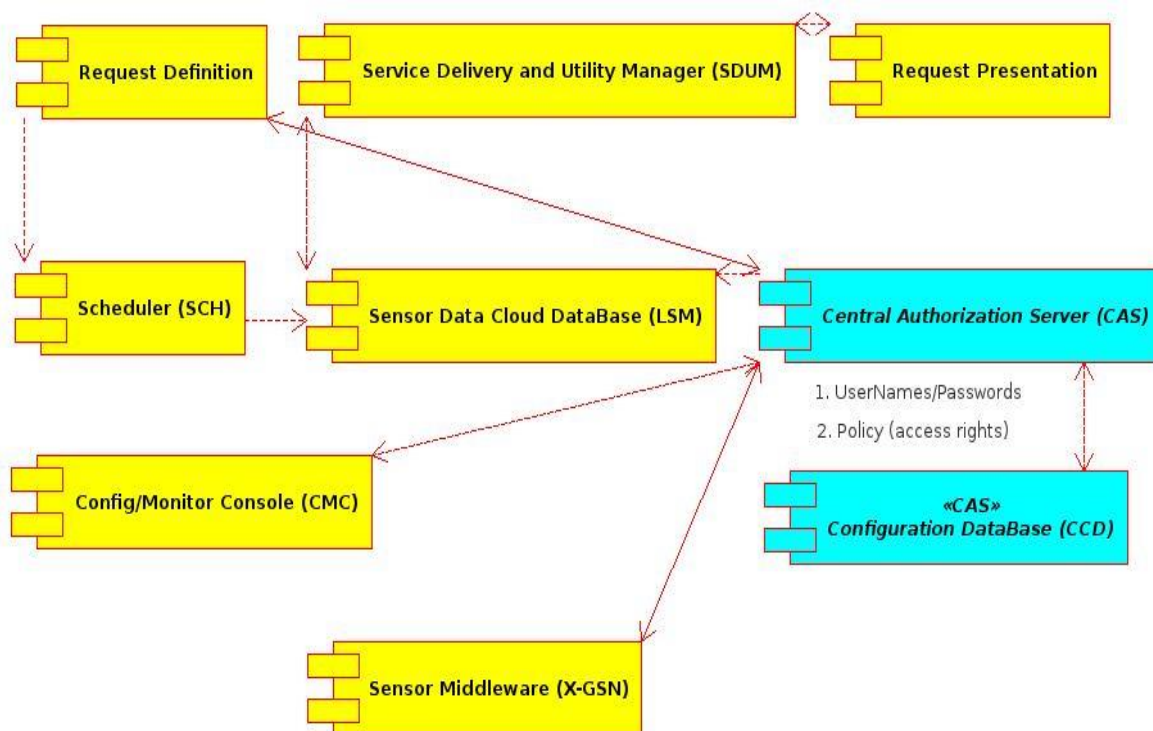 Request Definition
Service Delivery and Utility Manager (SDUM)
Request Presentation
Scheduler (SCH)
Sensor Data Cloud DataBase (LSM)
Central Authorization Server (CAS)
1. UserNames/Passwords
2. Policy (access rights)
Config/Monitor Console (CMC)
«CAS»
Configuration DataBase (CCD)
Sensor Middleware (X-GSN)